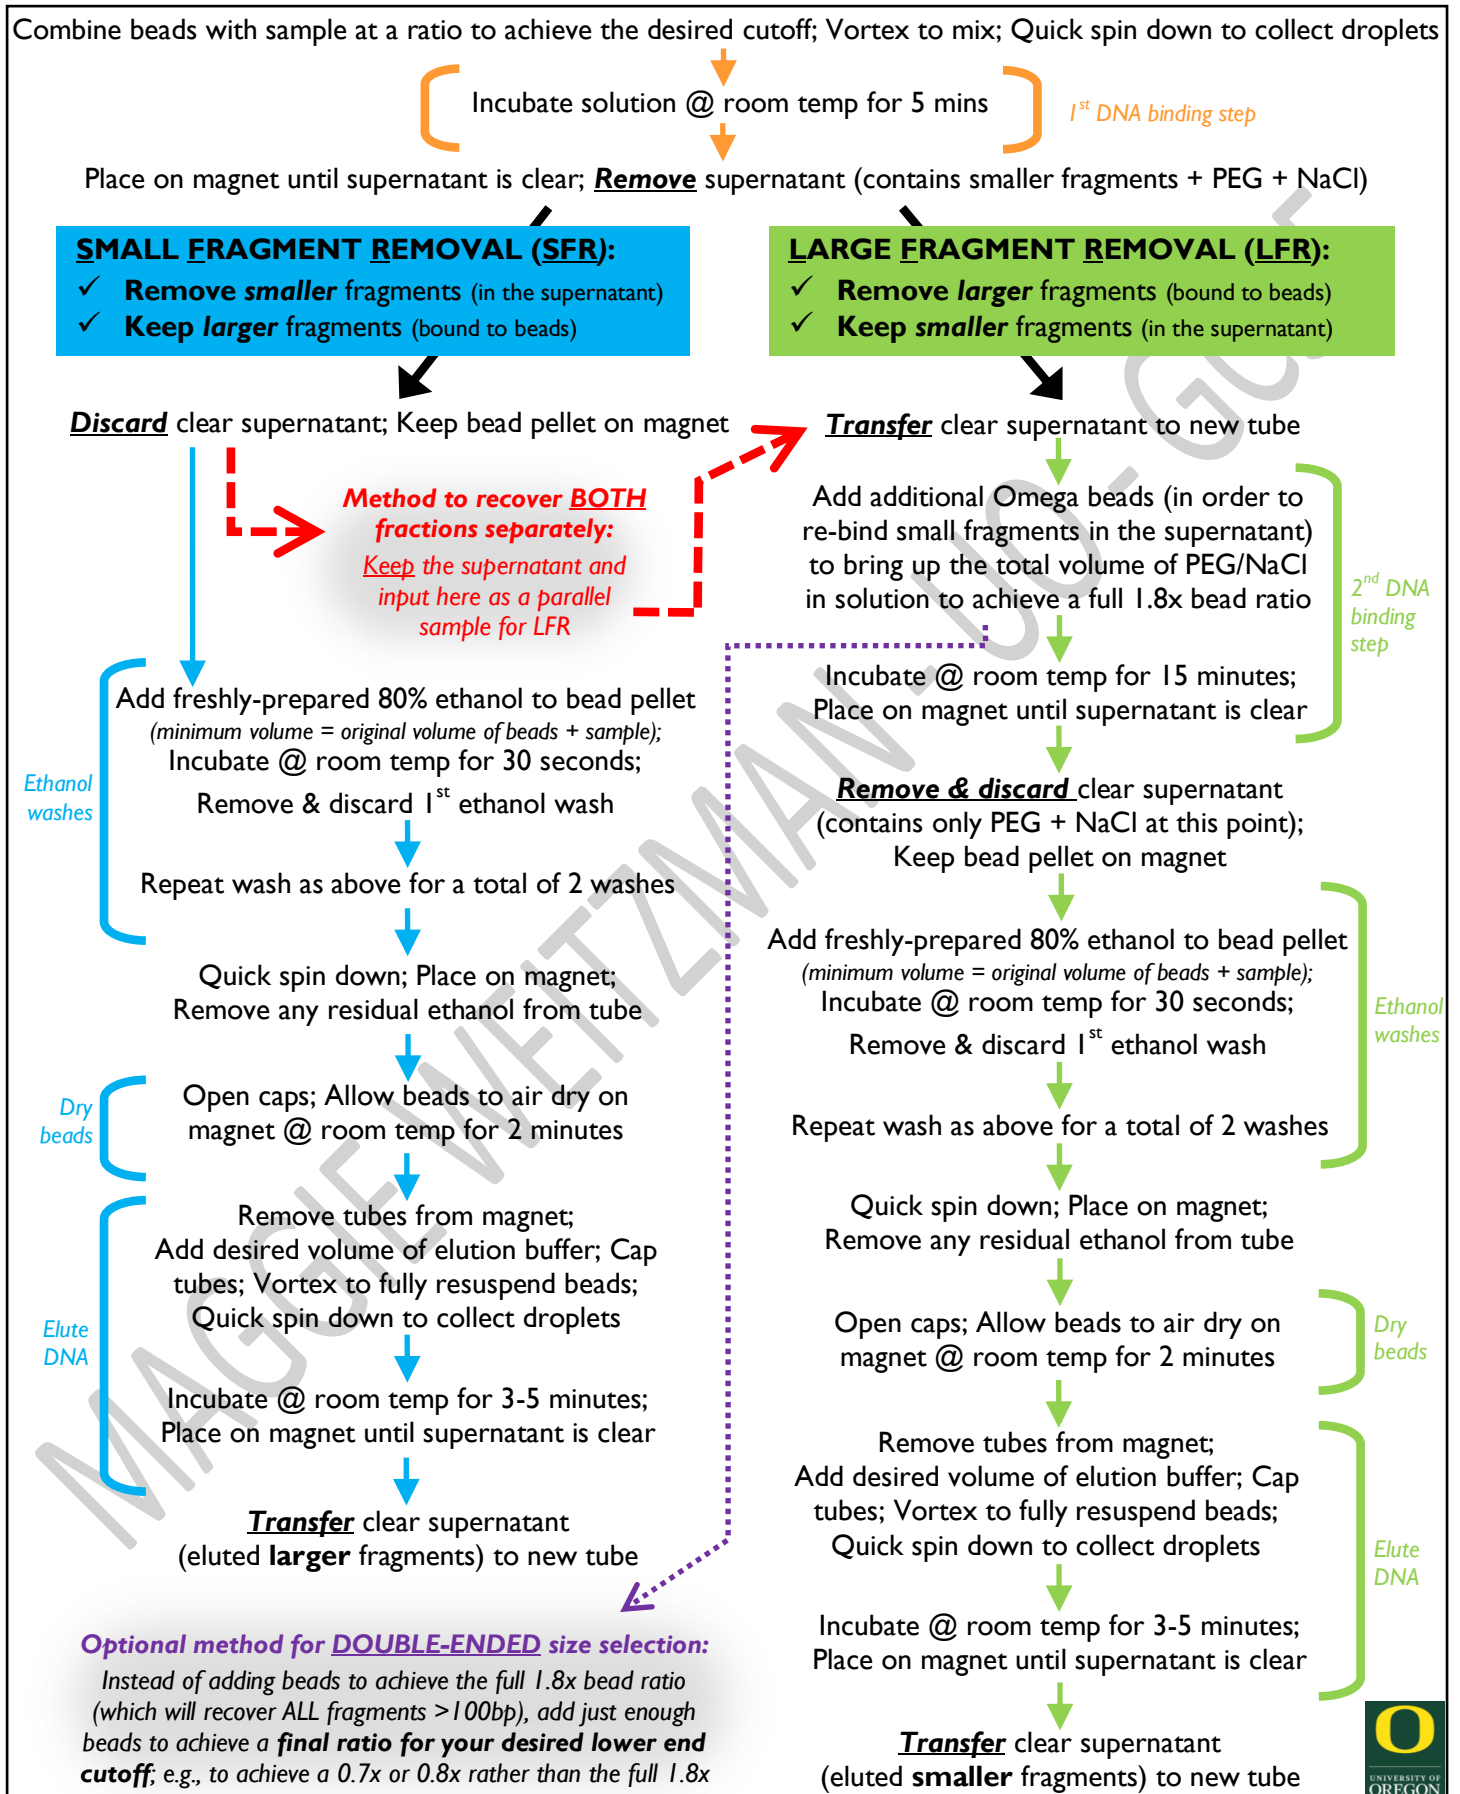 Combine beads with sample at a ratio to achieve the desired cutoff; Vortex to mix; Quick spin down to collect droplets
Incubate solution @ room temp for 5 mins
1st DNA binding step
Place on magnet until supernatant is clear; Remove supernatant (contains smaller fragments + PEG + NaCl)
SMALL FRAGMENT REMOVAL (SFR):
✓ Remove smaller fragments (in the supernatant)
✓ Keep larger fragments (bound to beads)
LARGE FRAGMENT REMOVAL (LFR):
✓ Remove larger fragments (bound to beads)
✓ Keep smaller fragments (in the supernatant)
Discard clear supernatant; Keep bead pellet on magnet
Method to recover BOTH
fractions separately:
Keep the supernatant and
input here as a parallel
sample for LFR
Add freshly-prepared 80% ethanol to bead pellet
(minimum volume = original volume of beads + sample);
Incubate @ room temp for 30 seconds;
Remove & discard 1st ethanol wash
Repeat wash as above for a total of 2 washes
Ethanol
washes
Quick spin down; Place on magnet;
Remove any residual ethanol from tube
Open caps; Allow beads to air dry on
magnet @ room temp for 2 minutes
Dry
beads
Remove tubes from magnet;
Add desired volume of elution buffer; Cap
tubes; Vortex to fully resuspend beads;
Quick spin down to collect droplets
Elute
DNA
Incubate @ room temp for 3-5 minutes;
Place on magnet until supernatant is clear
Transfer clear supernatant
(eluted larger fragments) to new tube
Optional method for DOUBLE-ENDED size selection:
Instead of adding beads to achieve the full 1.8x bead ratio
(which will recover ALL fragments >100bp), add just enough
beads to achieve a final ratio for your desired lower end
cutoff; e.g., to achieve a 0.7x or 0.8x rather than the full 1.8x
Transfer clear supernatant to new tube
Add additional Omega beads (in order to
re-bind small fragments in the supernatant)
to bring up the total volume of PEG/NaCl
in solution to achieve a full 1.8x bead ratio
Incubate @ room temp for 15 minutes;
Place on magnet until supernatant is clear
2nd DNA
binding
step
Remove & discard clear supernatant
(contains only PEG + NaCl at this point);
Keep bead pellet on magnet
Add freshly-prepared 80% ethanol to bead pellet
(minimum volume = original volume of beads + sample);
Incubate @ room temp for 30 seconds;
Remove & discard 1st ethanol wash
Repeat wash as above for a total of 2 washes
Ethanol
washes
Quick spin down; Place on magnet;
Remove any residual ethanol from tube
Open caps; Allow beads to air dry on
magnet @ room temp for 2 minutes
Dry
beads
Remove tubes from magnet;
Add desired volume of elution buffer; Cap
tubes; Vortex to fully resuspend beads;
Quick spin down to collect droplets
Elute
DNA
Incubate @ room temp for 3-5 minutes;
Place on magnet until supernatant is clear
Transfer clear supernatant
(eluted smaller fragments) to new tube
O
UNIVERSITY OF
OREGON
MAGGIE WEITZMAN - UO -